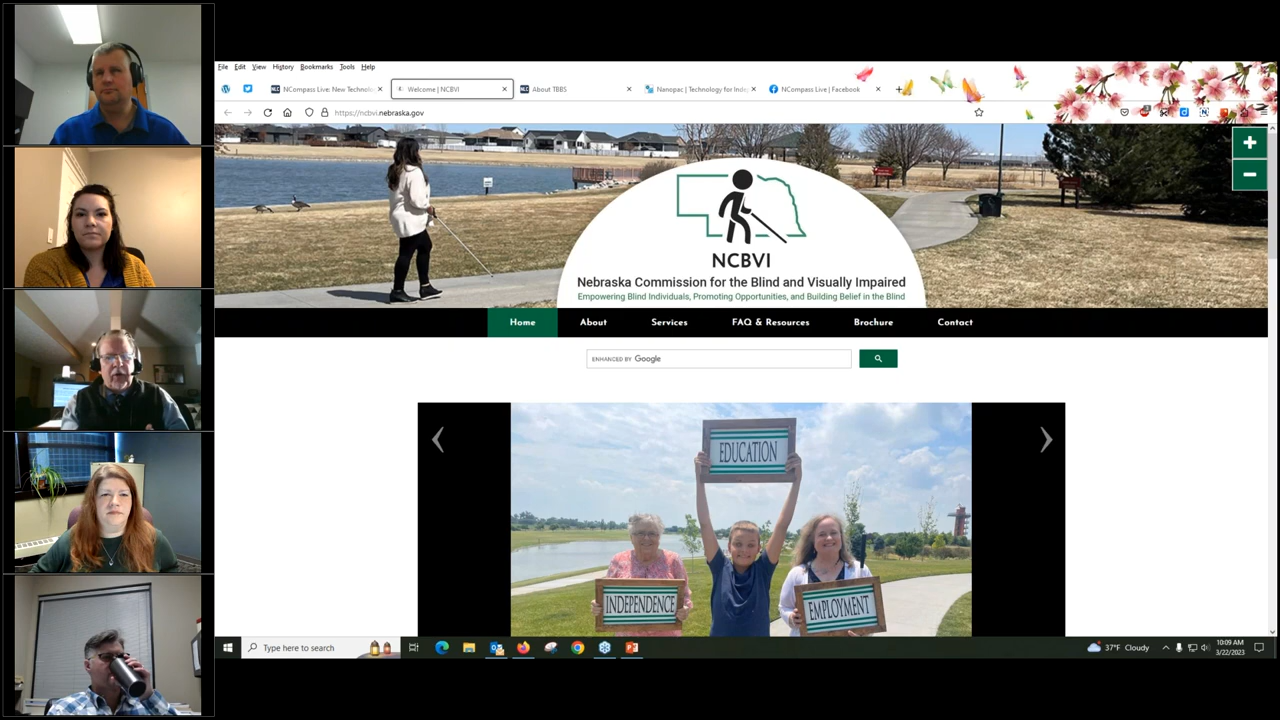 File Edit View History Bookmarks Tools Help
NCompass Live: New Technolo
Welcome | NCBVI
About TBBS
Nanopac | Technology for Inde
NCompass Live | Facebook
https://ncbvi.nebraska.gov
NCBVI
Nebraska Commission for the Blind and Visually Impaired
Empowering Blind Individuals, Promoting Opportunities, and Building Belief in the Blind
Home About Services FAQ & Resources Brochure Contact
ENHANCED BY Google
EDUCATION
INDEPENDENCE
EMPLOYMENT
Type here to search
37°F Cloudy
10:09 AM
3/22/2023